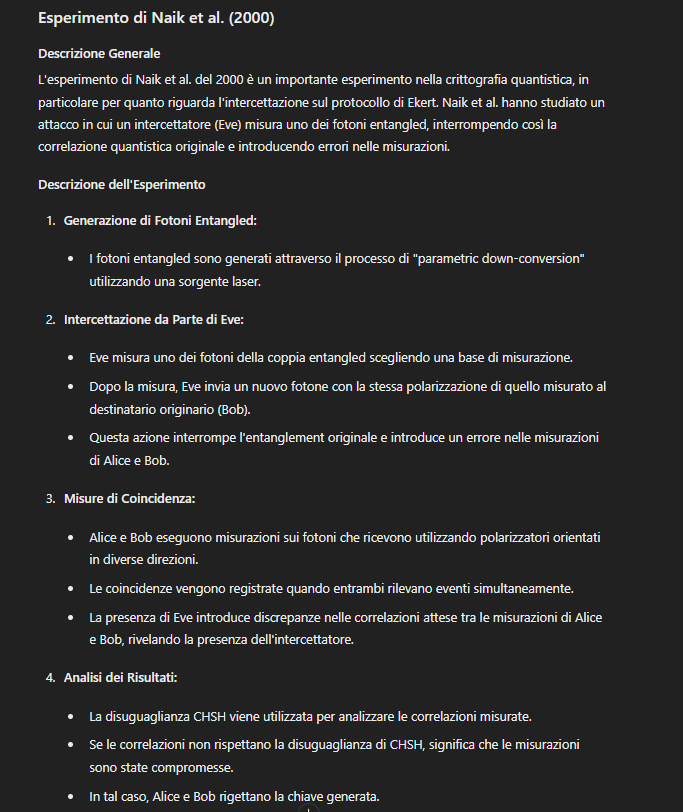 Esperimento di Naik et al. (2000)
Descrizione Generale
L'esperimento di Naik et al. del 2000 è un importante esperimento nella crittografia quantistica, in
particolare per quanto riguarda l'intercettazione sul protocollo di Ekert. Naik et al. hanno studiato un
attacco in cui un intercettatore (Eve) misura uno dei fotoni entangled, interrompendo così la
correlazione quantistica originale e introducendo errori nelle misurazioni.
Descrizione dell'Esperimento
1. Generazione di Fotoni Entangled:
• I fotoni entangled sono generati attraverso il processo di "parametric down-conversion"
utilizzando una sorgente laser.
2. Intercettazione da Parte di Eve:
• Eve misura uno dei fotoni della coppia entangled scegliendo una base di misurazione.
• Dopo la misura, Eve invia un nuovo fotone con la stessa polarizzazione di quello misurato al
destinatario originario (Bob).
• Questa azione interrompe l'entanglement originale e introduce un errore nelle misurazioni
di Alice e Bob.
3. Misure di Coincidenza:
• Alice e Bob eseguono misurazioni sui fotoni che ricevono utilizzando polarizzatori orientati
in diverse direzioni.
• Le coincidenze vengono registrate quando entrambi rilevano eventi simultaneamente.
• La presenza di Eve introduce discrepanze nelle correlazioni attese tra le misurazioni di Alice
e Bob, rivelando la presenza dell'intercettatore.
4. Analisi dei Risultati:
• La disuguaglianza CHSH viene utilizzata per analizzare le correlazioni misurate.
• Se le correlazioni non rispettano la disuguaglianza di CHSH, significa che le misurazioni
sono state compromesse.
• In tal caso, Alice e Bob rigettano la chiave generata.